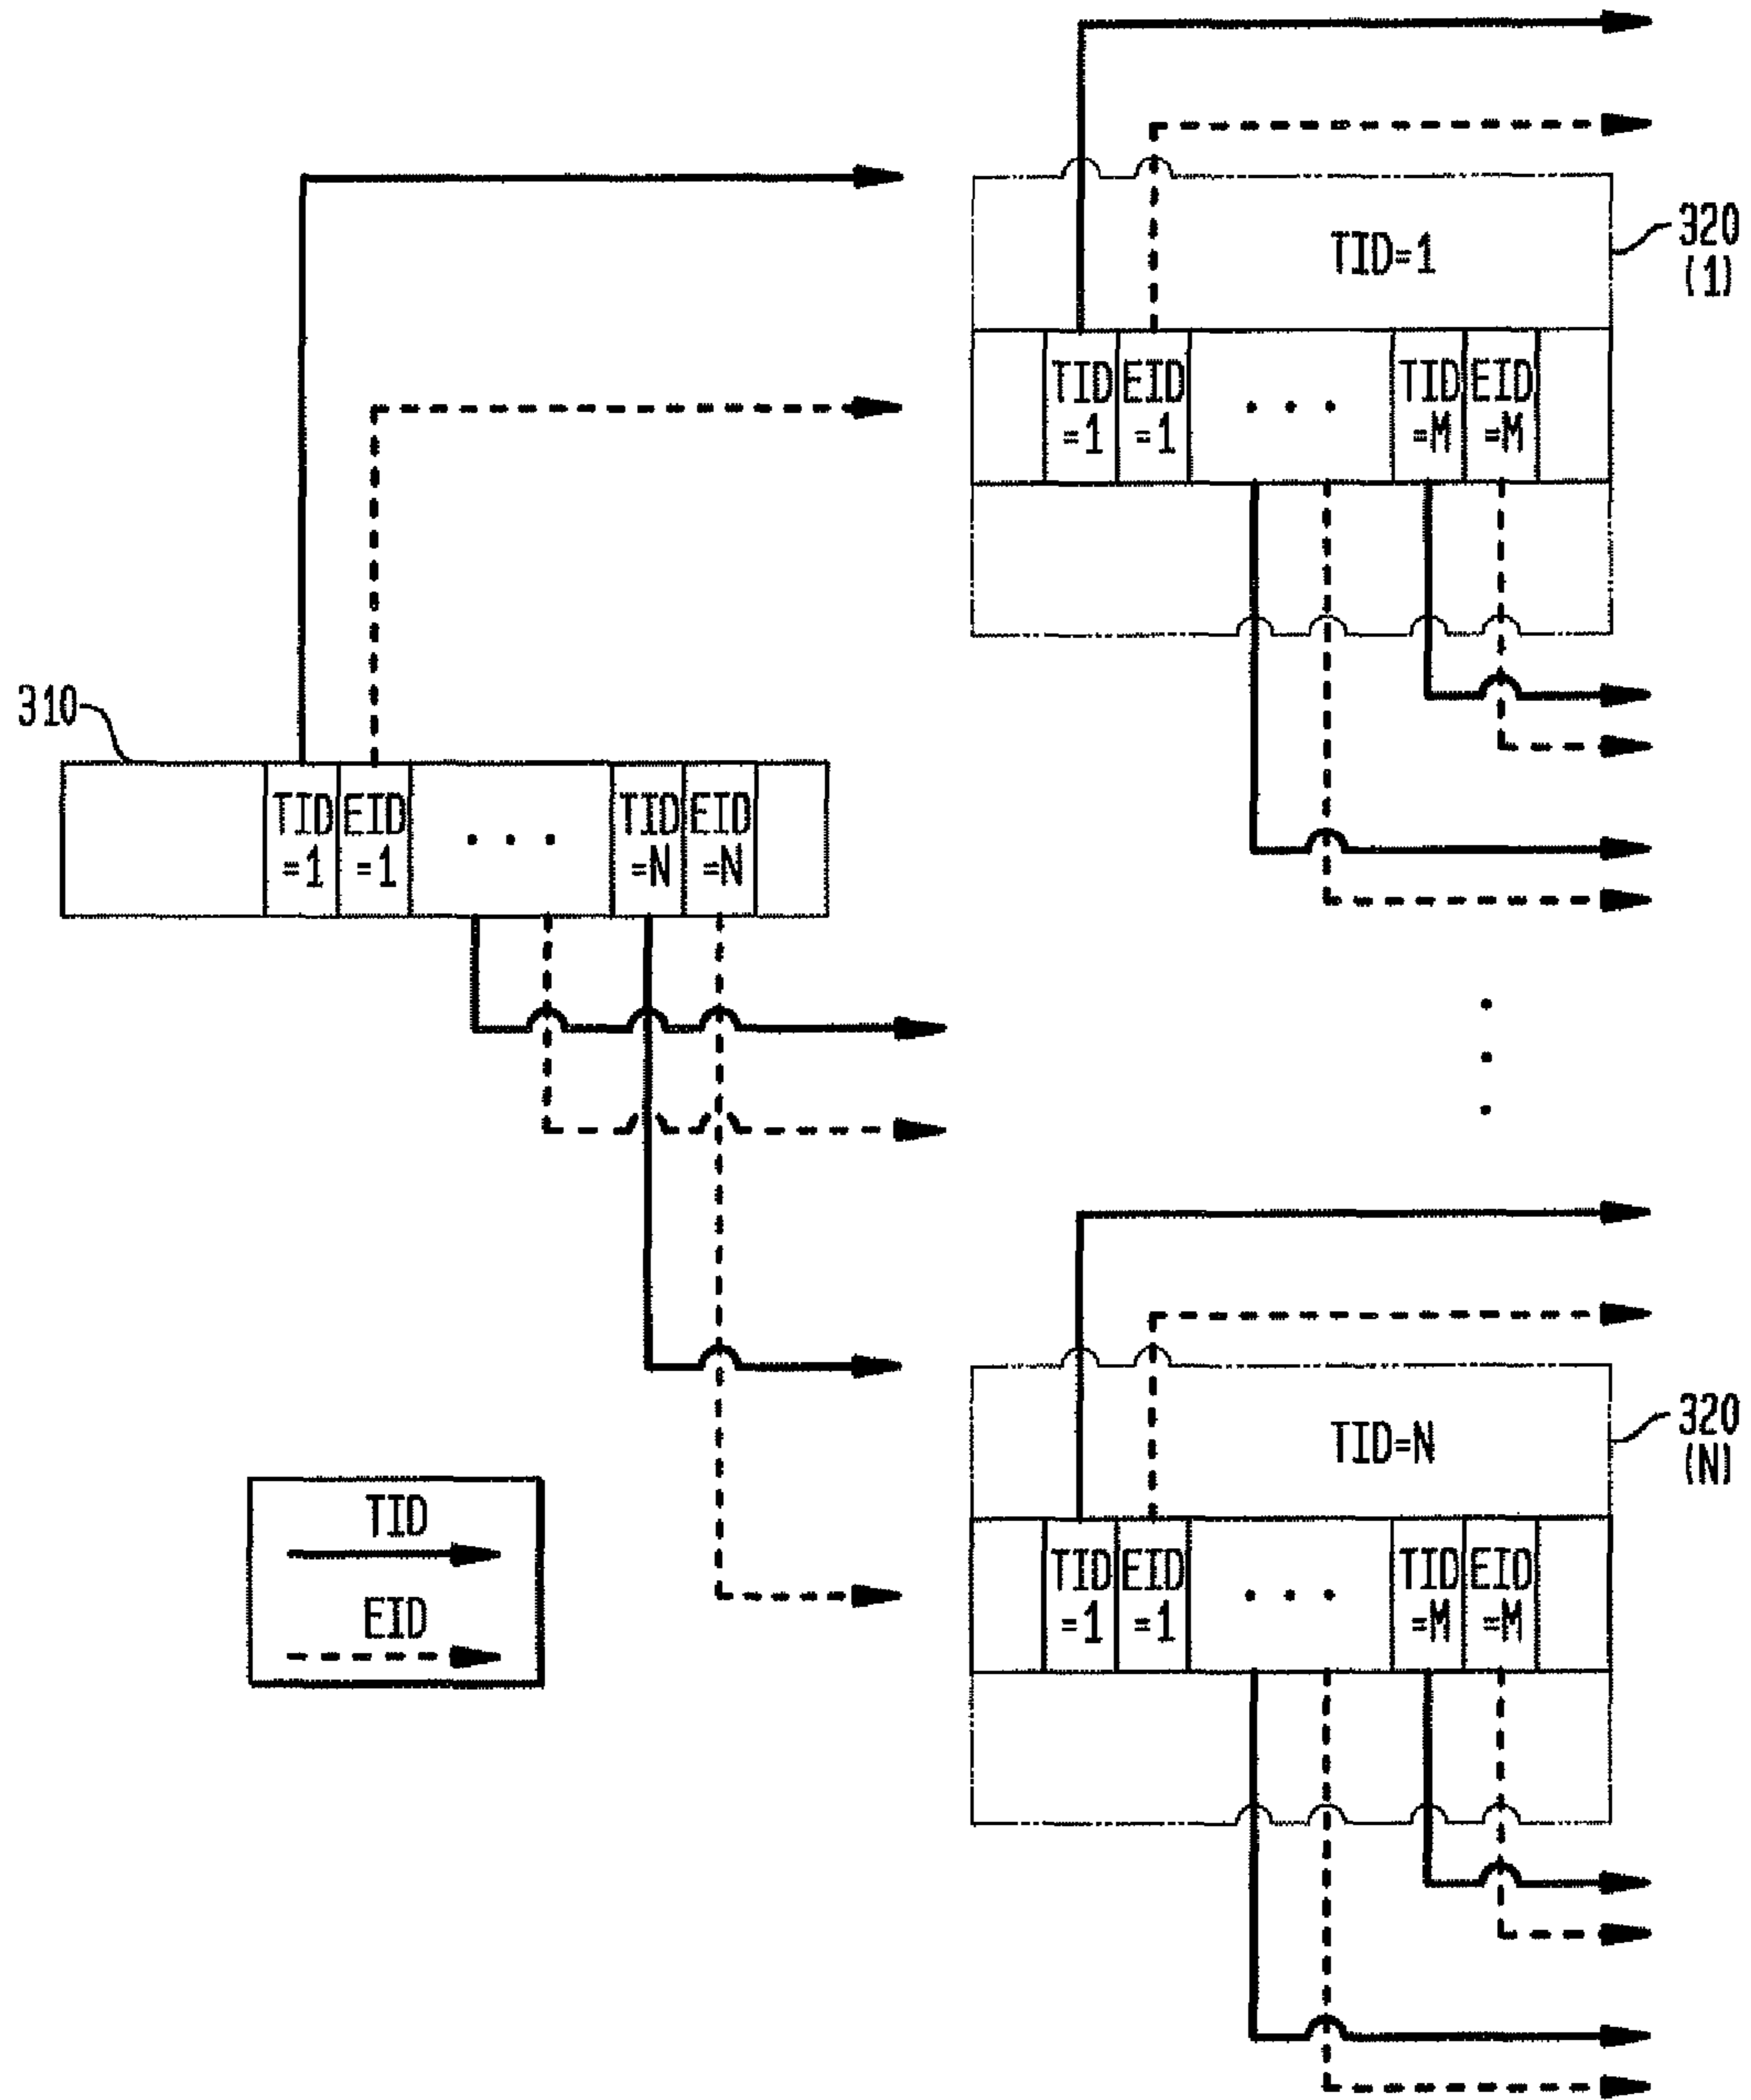 320
(1)
TID=1
TID
=1
EID
=1
. . .
TID
=M
EID
=M
310
TID
=1
EID
=1
. . .
TID
=N
EID
=N
320
(N)
TID=N
TID
EID
TID
=1
EID
=1
. . .
TID
=M
EID
=M